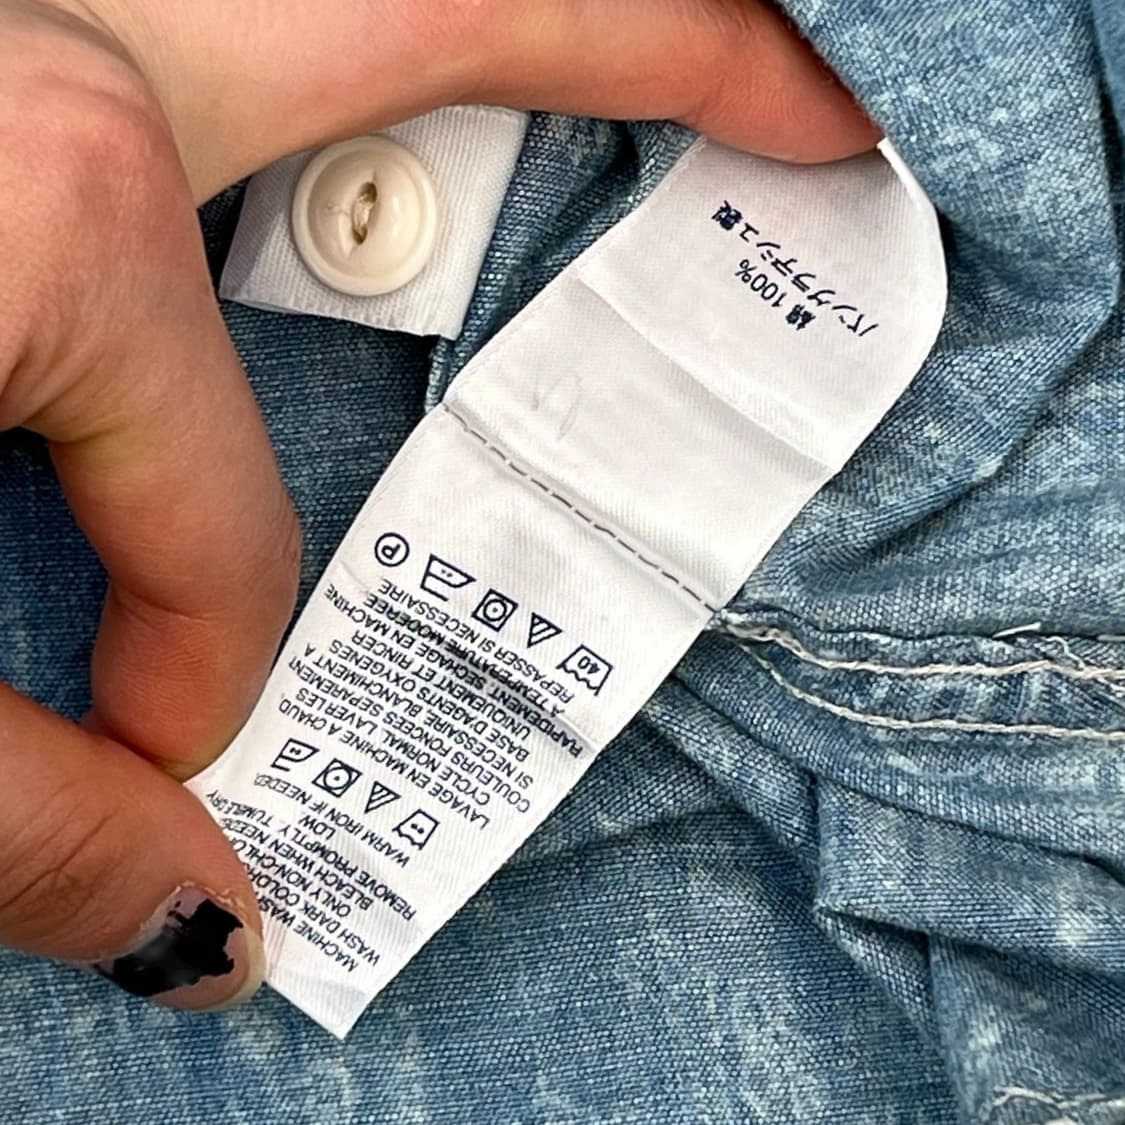 MACHINE WASH
WASH DARK COLORS
ONLY NON-CHLO
BLEACH WHEN NEEDED
REMOVE PROMPTLY. TUMBLE DRY
LOW.
WARM IRON IF NEEDED
LAVAGE EN MACHINE A CHAUD,
CYCLE NORMAL. LAVER LES
COULEURS FONCEES SEPAREMENT
SI NECESSAIRE. BLANCHIMENT A
BASE D'AGENTS OXYGENES
UNIQUEMENT ET RINCER
RAPIDEMENT. SECHAGE EN MACHINE
A TEMPERATURE MODEREE.
REPASSER SI NECESSAIRE.
40 P
綿 100%
バングラデシュ製